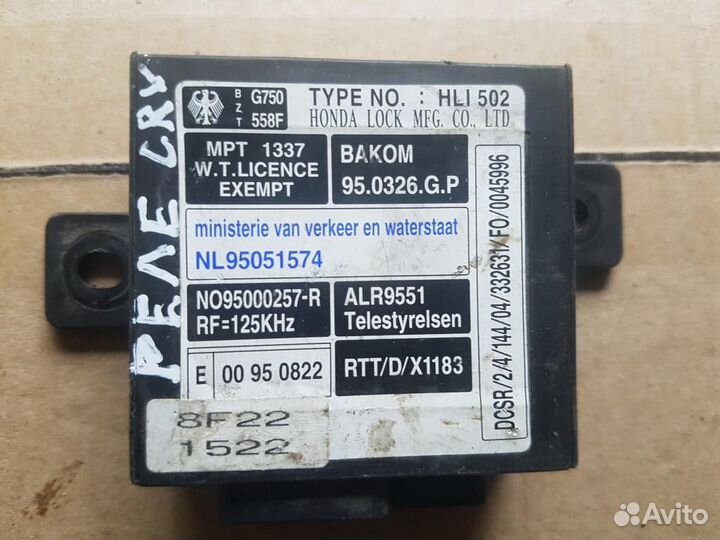 РЕЛЕ CRV
B Z T
G750
558F
TYPE NO. : HLI 502
HONDA LOCK MFG. CO., LTD
MPT 1337
W.T.LICENCE
EXEMPT
BAKOM
95.0326.G.P
ministerie van verkeer en waterstaat
NL95051574
NO95000257-R
RF=125KHz
ALR9551
Telestyrelsen
E 00 95 0822
RTT/D/X1183
DCSR/2/4/144/04/332631/FO/0045996
8F22
1522
Avito